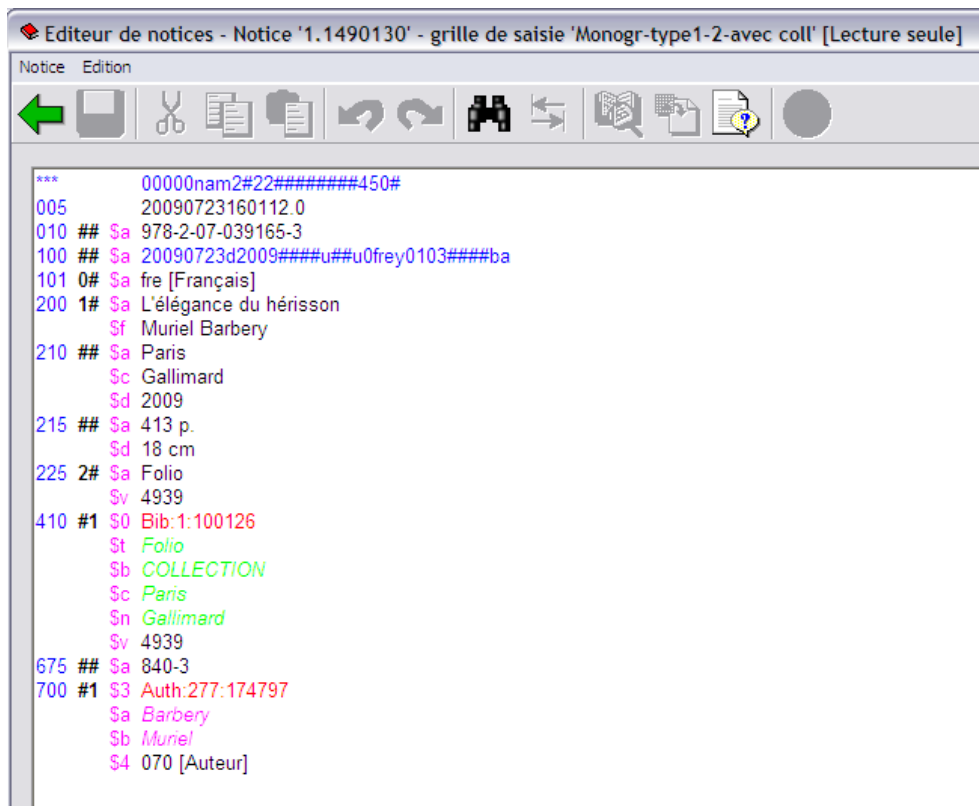 Editeur de notices - Notice '1.1490130' - grille de saisie 'Monogr-type1-2-avec coll' [Lecture seule]
Notice Edition
*** 00000nam2#22########450#
005 20090723160112.0
010 ## $a 978-2-07-039165-3
100 ## $a 20090723d2009####u##u0frey0103####ba
101 0# $a fre [Français]
200 1# $a L'élégance du hérisson
$f Muriel Barbery
210 ## $a Paris
$c Gallimard
$d 2009
215 ## $a 413 p.
$d 18 cm
225 2# $a Folio
$v 4939
410 #1 $0 Bib:1:100126
$t Folio
$b COLLECTION
$c Paris
$n Gallimard
$v 4939
675 ## $a 840-3
700 #1 $3 Auth:277:174797
$a Barbery
$b Muriel
$4 070 [Auteur]